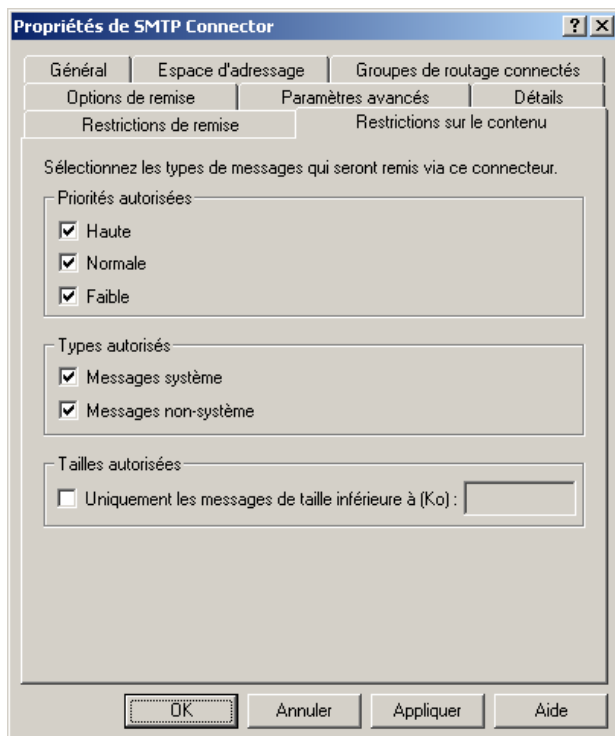 Propriétés de SMTP Connector
Général Espace d'adressage Groupes de routage connectés
Options de remise Paramètres avancés Détails
Restrictions de remise Restrictions sur le contenu
Sélectionnez les types de messages qui seront remis via ce connecteur.
Priorités autorisées
Haute
Normale
Faible
Types autorisés
Messages système
Messages non-système
Tailles autorisées
Uniquement les messages de taille inférieure à (Ko) :
OK Annuler Appliquer Aide